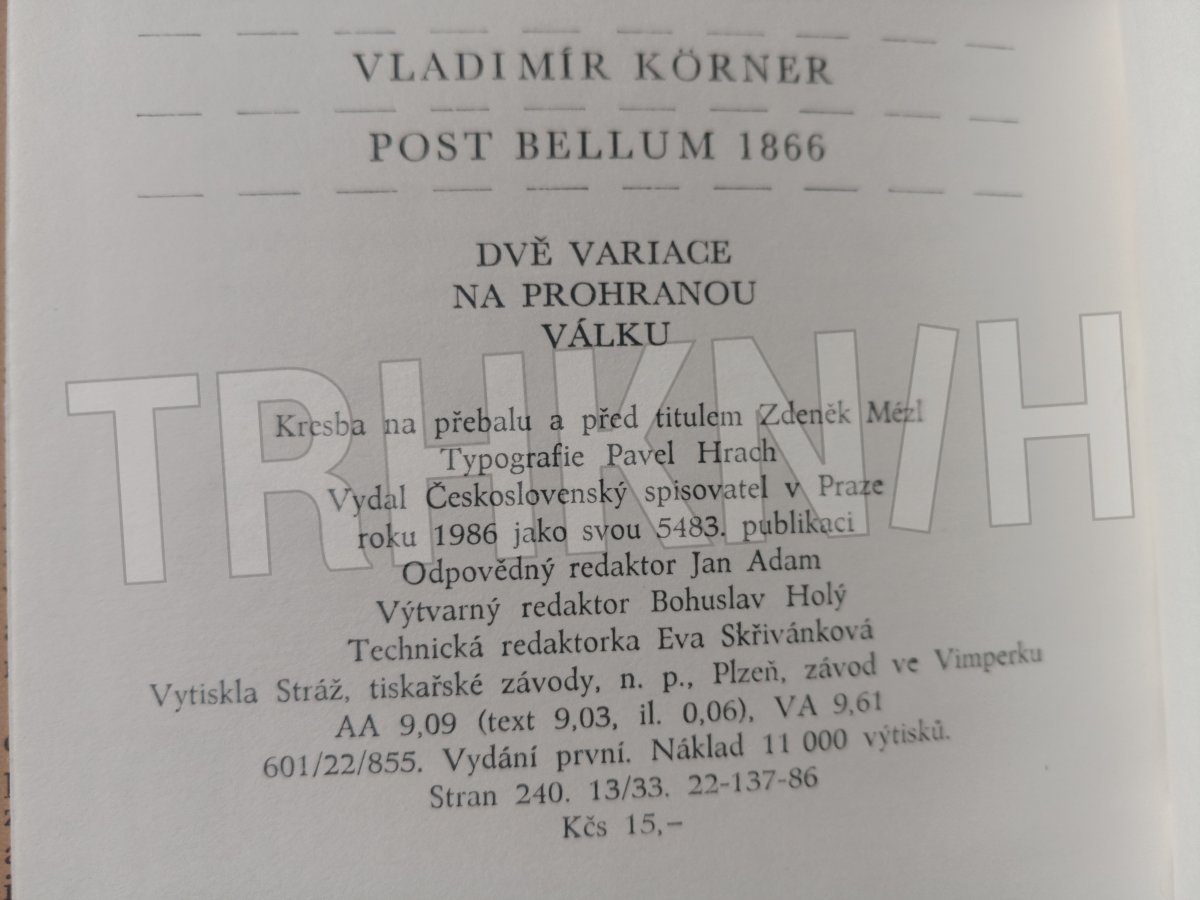 VLADIMÍR KÖRNER
POST BELLUM 1866
DVĚ VARIACE
NA PROHRANOU
VÁLKU
TRHKN/H
Kresba na přebalu a před titulem Zdeněk Mézl
Typografie Pavel Hrach
Vydal Československý spisovatel v Praze
roku 1986 jako svou 5483. publikaci
Odpovědný redaktor Jan Adam
Výtvarný redaktor Bohuslav Holý
Technická redaktorka Eva Skřivánková
Vytiskla Stráž, tiskařské závody, n. p., Plzeň, závod ve Vimperku
AA 9,09 (text 9,03, il. 0,06), VA 9,61
601/22/855. Vydání první. Náklad 11 000 výtisků.
Stran 240. 13/33. 22-137-86
Kčs 15,–